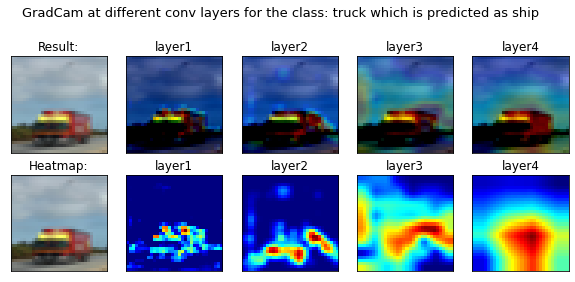 GradCam at different conv layers for the class: truck which is predicted as ship
Result: layer1 layer2 layer3 layer4
Heatmap: layer1 layer2 layer3 layer4